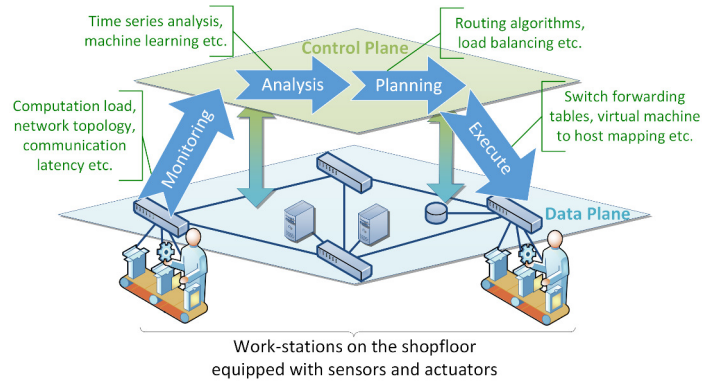 Time series analysis,
machine learning etc.
Control Plane
Routing algorithms,
load balancing etc.
Analysis
Planning
Computation load,
network topology,
communication
latency etc.
Monitoring
Execute
Switch forwarding
tables, virtual machine
to host mapping etc.
Data Plane
Work-stations on the shopfloor
equipped with sensors and actuators